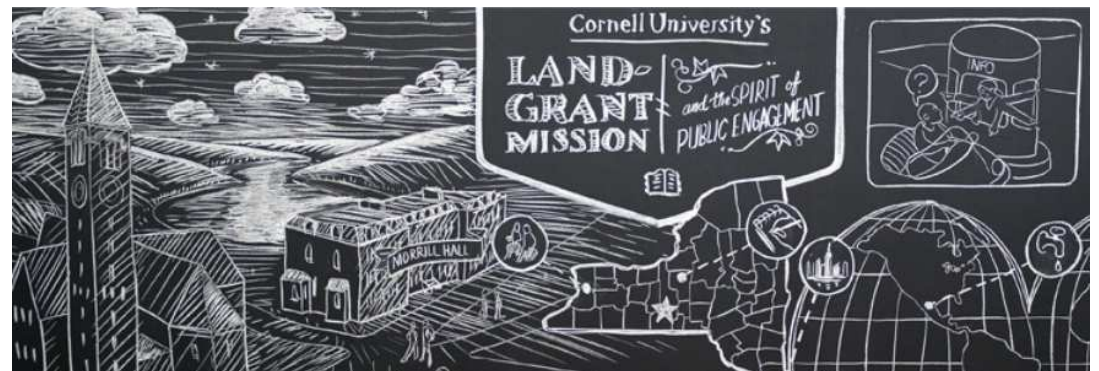 Cornell University's
LAND-
GRANT
MISSION
and the SPIRIT of
PUBLIC ENGAGEMENT
INFO
MORRILL HALL